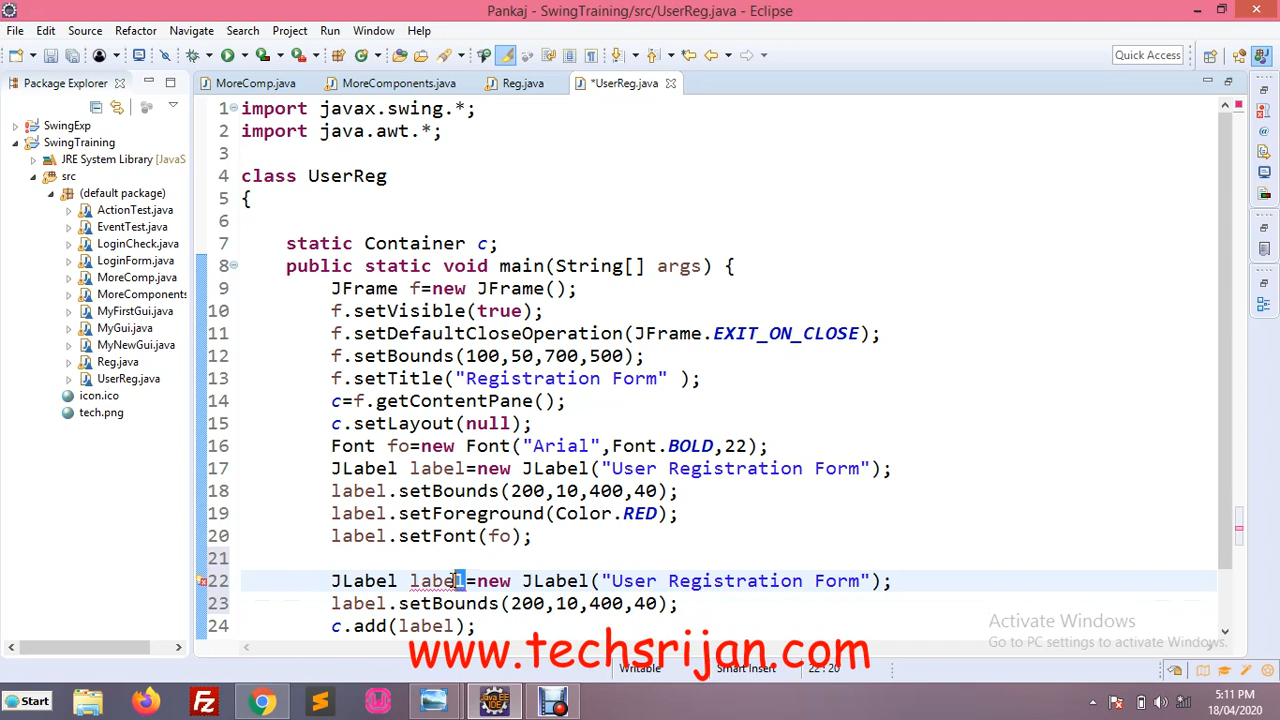 Pankaj - SwingTraining/src/UserReg.java - Eclipse
File Edit Source Refactor Navigate Search Project Run Window Help
Quick Access
Package Explorer
MoreComp.java MoreComponents.java Reg.java *UserReg.java
SwingExp
SwingTraining
JRE System Library [JavaS
src
(default package)
ActionTest.java
EventTest.java
LoginCheck.java
LoginForm.java
MoreComp.java
MoreComponents
MyFirstGui.java
MyGui.java
MyNewGui.java
Reg.java
UserReg.java
icon.ico
tech.png
1 import javax.swing.*;
2 import java.awt.*;
3
4 class UserReg
5 {
6
7 static Container c;
8 public static void main(String[] args) {
9 JFrame f=new JFrame();
10 f.setVisible(true);
11 f.setDefaultCloseOperation(JFrame.EXIT_ON_CLOSE);
12 f.setBounds(100,50,700,500);
13 f.setTitle("Registration Form" );
14 c=f.getContentPane();
15 c.setLayout(null);
16 Font fo=new Font("Arial",Font.BOLD,22);
17 JLabel label=new JLabel("User Registration Form");
18 label.setBounds(200,10,400,40);
19 label.setForeground(Color.RED);
20 label.setFont(fo);
21
22 JLabel label=new JLabel("User Registration Form");
23 label.setBounds(200,10,400,40);
24 c.add(label);
Activate Windows
Go to PC settings to activate Windows.
www.techsrijan.com
Writable Smart Insert 22 : 20
Start
Java EE
IDE
5:11 PM
18/04/2020